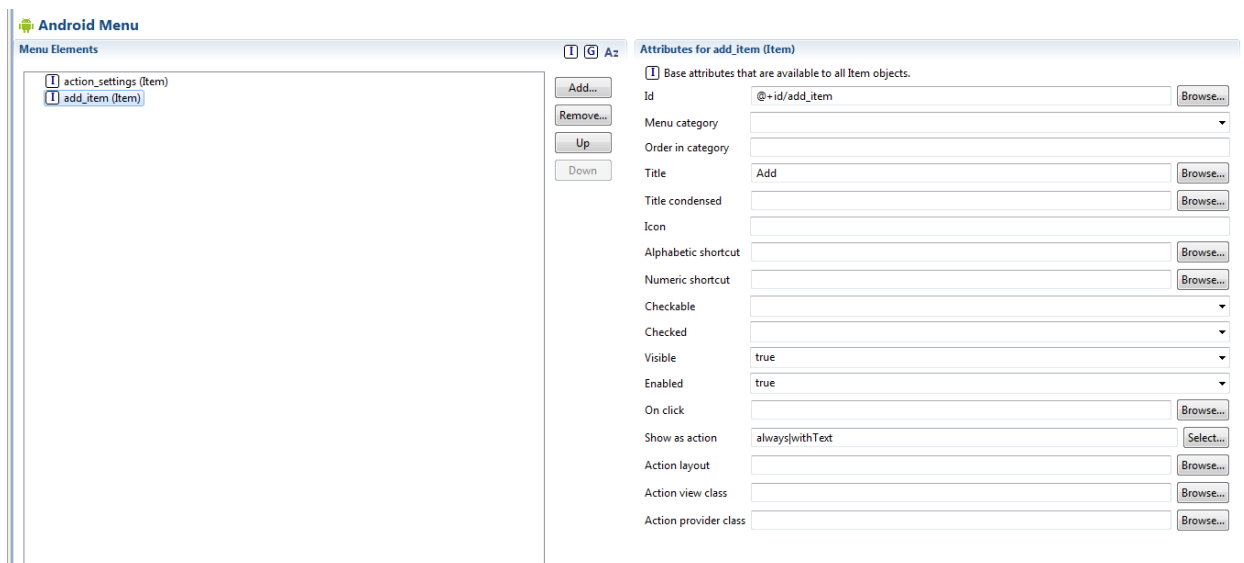 Android Menu
Menu Elements
I G Az
I action_settings (Item)
I add_item (Item)
Add...
Remove...
Up
Down
Attributes for add_item (Item)
I Base attributes that are available to all Item objects.
Id @+id/add_item Browse...
Menu category
Order in category
Title Add Browse...
Title condensed Browse...
Icon
Alphabetic shortcut Browse...
Numeric shortcut Browse...
Checkable
Checked
Visible true
Enabled true
On click Browse...
Show as action always|withText Select...
Action layout Browse...
Action view class Browse...
Action provider class Browse...